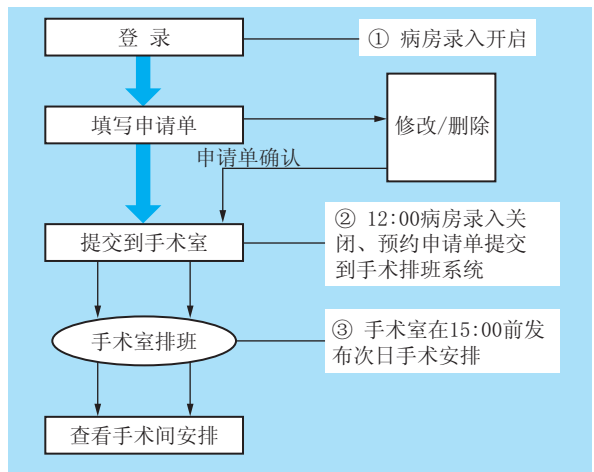 登 录
① 病房录入开启
填写申请单
修改/删除
申请单确认
提交到手术室
② 12:00病房录入关
闭、预约申请单提交
到手术排班系统
手术室排班
③ 手术室在15:00前发
布次日手术安排
查看手术间安排